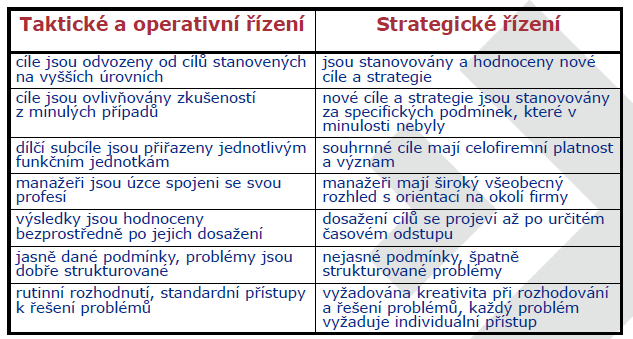 Taktické a operativní řízení
Strategické řízení
cíle jsou odvozeny od cílů stanovených
na vyšších úrovních
jsou stanovovány a hodnoceny nové
cíle a strategie
cíle jsou ovlivňovány zkušeností
z minulých případů
nové cíle a strategie jsou stanovovány
za specifických podmínek, které v
minulosti nebyly
dílčí subcíle jsou přiřazeny jednotlivým
funkčním jednotkám
souhrnné cíle mají celofiremní platnost
a význam
manažeři jsou úzce spojeni se svou
profesí
manažeři mají široký všeobecný
rozhled s orientací na okolí firmy
výsledky jsou hodnoceny
bezprostředně po jejich dosažení
dosažení cílů se projeví až po určitém
časovém odstupu
jasně dané podmínky, problémy jsou
dobře strukturované
nejasné podmínky, špatně
strukturované problémy
rutinní rozhodnutí, standardní přístupy
k řešení problémů
vyžadována kreativita při rozhodování
a řešení problémů, každý problém
vyžaduje individuální přístup